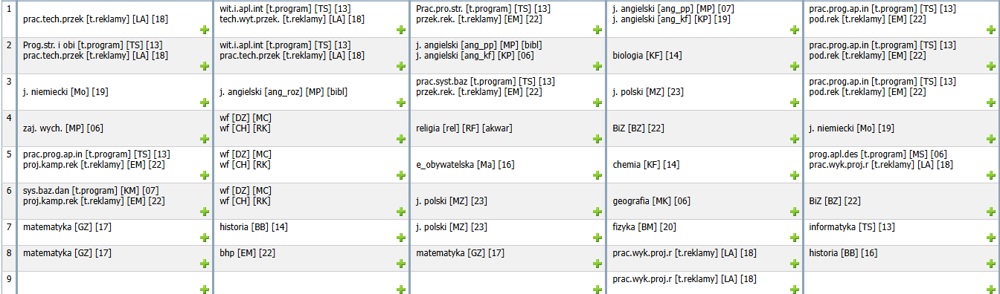 1
prac.tech.przek [t.reklamy] [LA] [18]
wit.i.apl.int [t.program] [TS] [13]
tech.wyt.przek. [t.reklamy] [LA] [18]
Prac.pro.str. [t.program] [TS] [13]
przek.rek. [t.reklamy] [EM] [22]
j. angielski [ang_pp] [MP] [07]
j. angielski [ang_kf] [KP] [19]
prac.prog.ap.in [t.program] [TS] [13]
pod.rek [t.reklamy] [EM] [22]
2
Prog.str. i obi [t.program] [TS] [13]
prac.tech.przek [t.reklamy] [LA] [18]
wit.i.apl.int [t.program] [TS] [13]
prac.tech.przek [t.reklamy] [LA] [18]
j. angielski [ang_pp] [MP] [bibl]
j. angielski [ang_kf] [KP] [06]
biologia [KF] [14]
prac.prog.ap.in [t.program] [TS] [13]
pod.rek [t.reklamy] [EM] [22]
3
j. niemiecki [Mo] [19]
j. angielski [ang_roz] [MP] [bibl]
prac.syst.baz [t.program] [TS] [13]
przek.rek. [t.reklamy] [EM] [22]
j. polski [MZ] [23]
prac.prog.ap.in [t.program] [TS] [13]
pod.rek [t.reklamy] [EM] [22]
4
zaj. wych. [MP] [06]
wf [DZ] [MC]
wf [CH] [RK]
religia [rel] [RF] [akwar]
BiZ [BZ] [22]
j. niemiecki [Mo] [19]
5
prac.prog.ap.in [t.program] [TS] [13]
proj.kamp.rek [t.reklamy] [EM] [22]
wf [DZ] [MC]
wf [CH] [RK]
e_obywatelska [Ma] [16]
chemia [KF] [14]
prog.apl.des [t.program] [MS] [06]
prac.wyk.proj.r [t.reklamy] [LA] [18]
6
sys.baz.dan [t.program] [KM] [07]
proj.kamp.rek [t.reklamy] [EM] [22]
wf [DZ] [MC]
wf [CH] [RK]
j. polski [MZ] [23]
geografia [MK] [06]
BiZ [BZ] [22]
7
matematyka [GZ] [17]
historia [BB] [14]
j. polski [MZ] [23]
fizyka [BM] [20]
informatyka [TS] [13]
8
matematyka [GZ] [17]
bhp [EM] [22]
matematyka [GZ] [17]
prac.wyk.proj.r [t.reklamy] [LA] [18]
historia [BB] [16]
9
prac.wyk.proj.r [t.reklamy] [LA] [18]